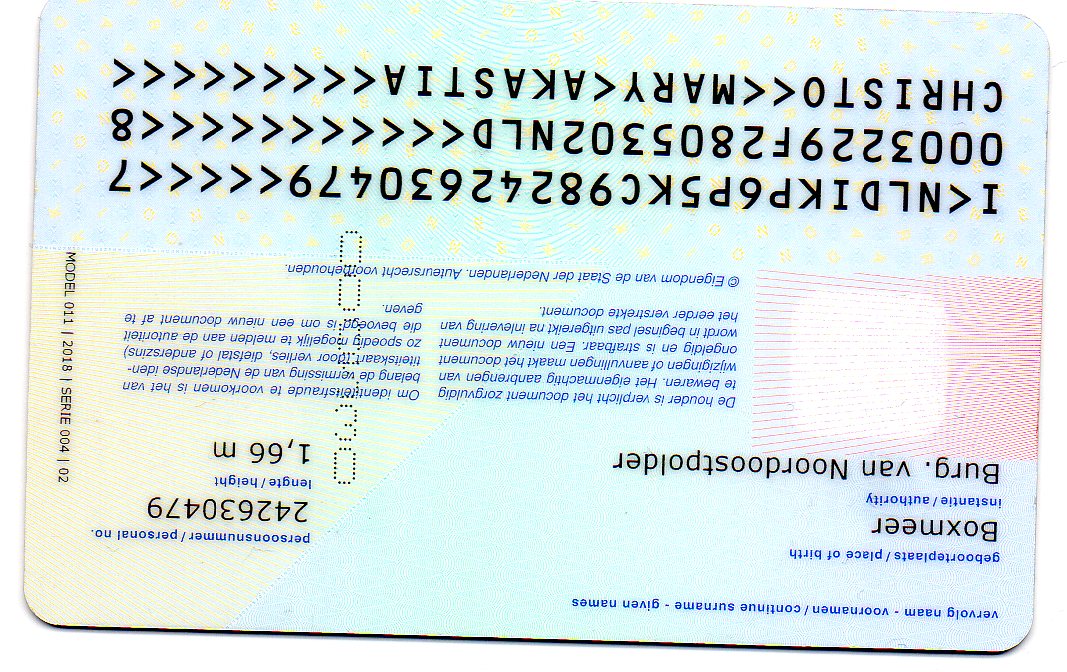 vervolg naam - voornamen / continue surname - given names
geboorteplaats / place of birth
Boxmeer
instantie / authority
Burg. van Noordoostpolder
persoonsnummer / personal no.
242630479
lengte / height
1,66 m
De houder is verplicht het document zorgvuldig
te bewaren. Het eigenmachtig aanbrengen van
wijzigingen of aanvullingen maakt het document
ongeldig en is strafbaar. Een nieuw document
wordt in beginsel pas uitgereikt na inlevering van
het eerder verstrekte document.
Om identiteitsfraude te voorkomen is het van
belang de vermissing van de Nederlandse iden-
titeitskaart (door verlies, diefstal of anderszins)
zo spoedig mogelijk te melden aan de autoriteit
die bevoegd is om een nieuw document af te
geven.
© Eigendom van de Staat der Nederlanden. Auteursrecht voorbehouden.
MODEL 011 | 2018 | SERIE 004 | 02
I<NLDIKP6P5KC98242630479<<<<<7
0003229F2805302NLD<<<<<<<<<<<8
CHRISTO<<MARY<AKASTIA<<<<<<<<<